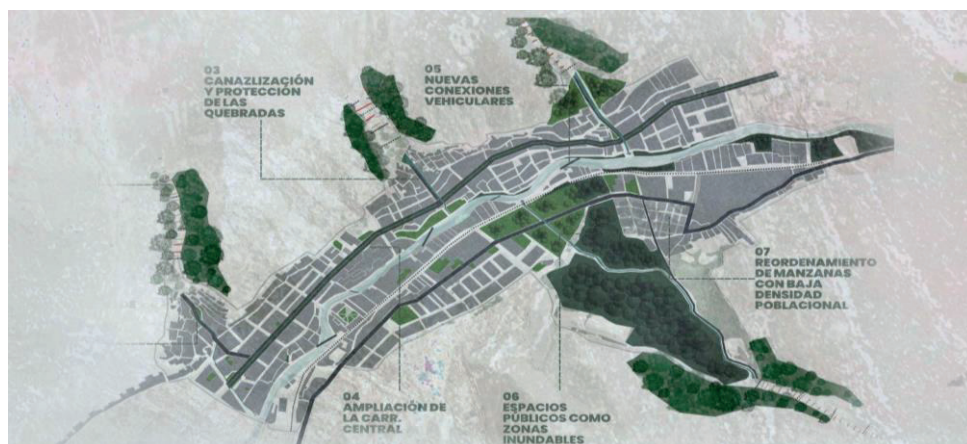 03
CANAZLIZACIÓN
Y PROTECCIÓN
DE LAS
QUEBRADAS
05
NUEVAS
CONEXIONES
VEHICULARES
07
REORDENAMIENTO
DE MANZANAS
CON BAJA
DENSIDAD
POBLACIONAL
04
AMPLIACIÓN DE
LA CARR.
CENTRAL
06
ESPACIOS
PÚBLICOS COMO
ZONAS
INUNDABLES